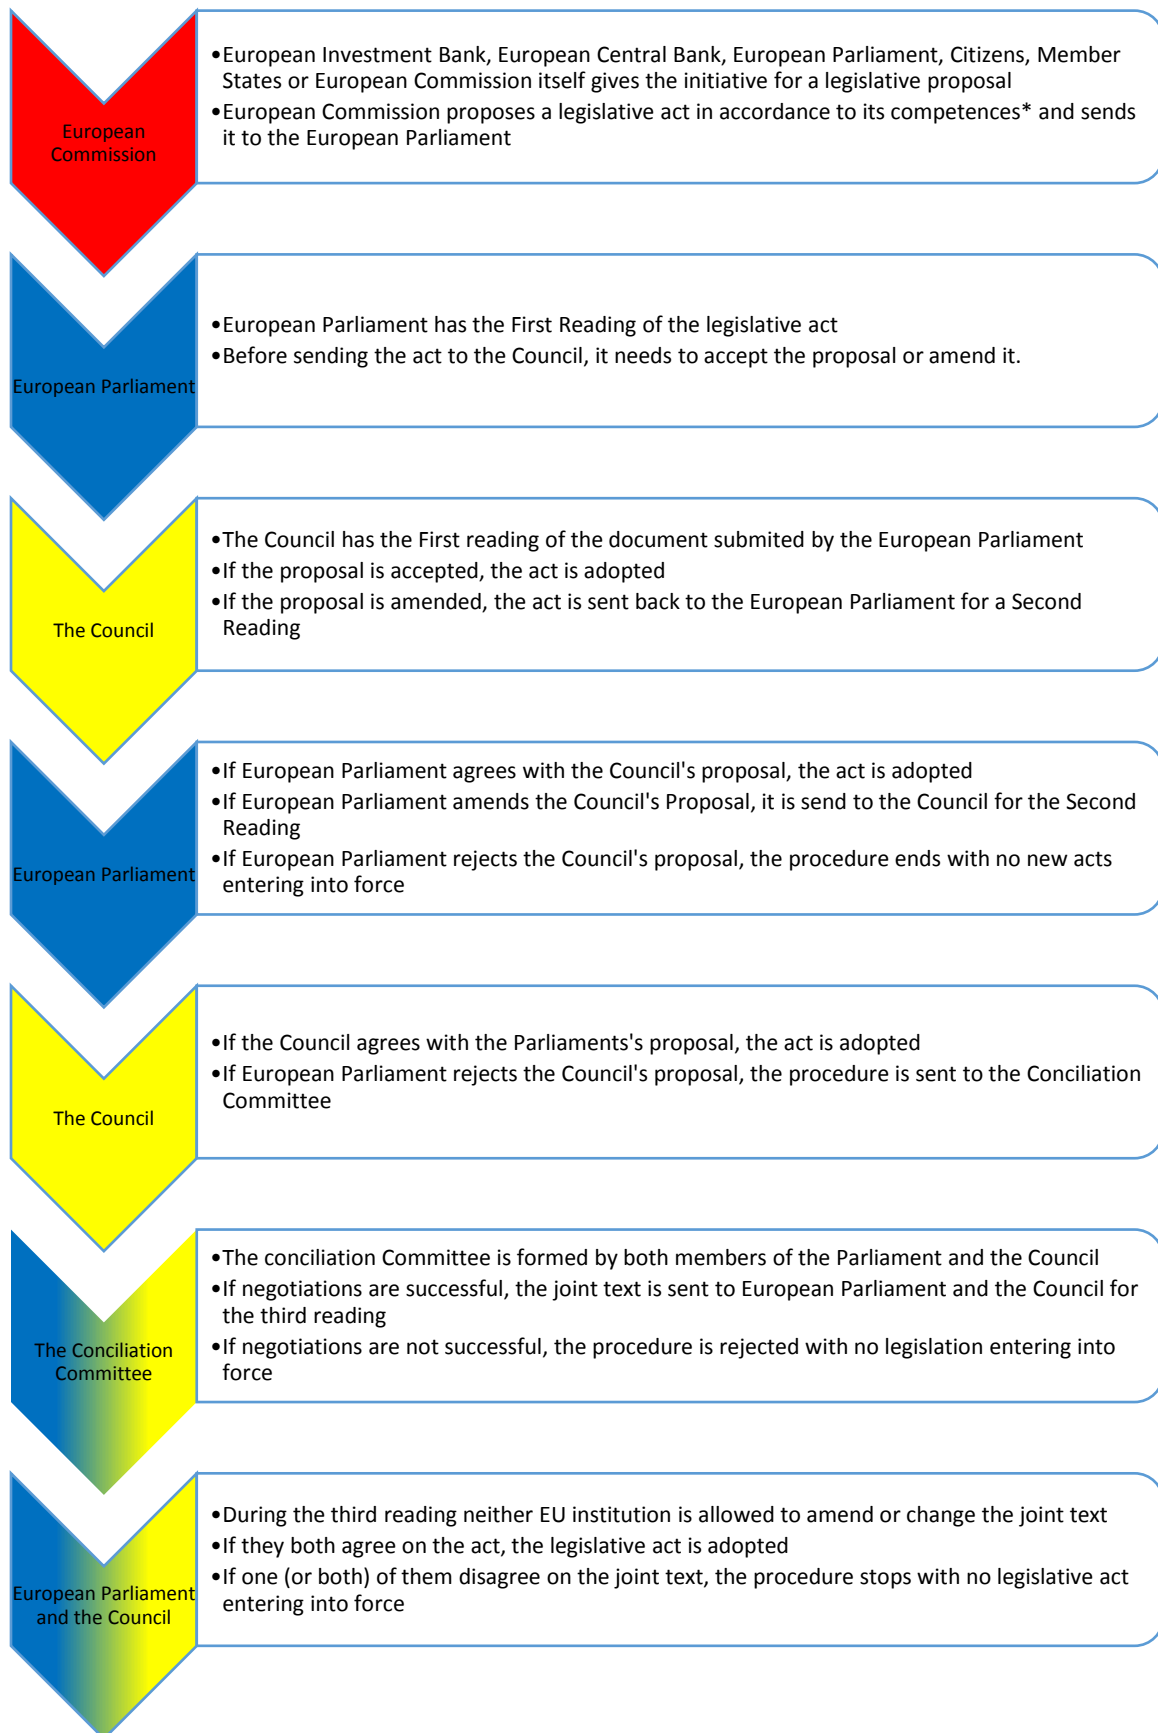 European
Commission
•European Investment Bank, European Central Bank, European Parliament, Citizens, Member
States or European Commission itself gives the initiative for a legislative proposal
•European Commission proposes a legislative act in accordance to its competences* and sends
it to the European Parliament
European Parliament
•European Parliament has the First Reading of the legislative act
•Before sending the act to the Council, it needs to accept the proposal or amend it.
The Council
•The Council has the First reading of the document submited by the European Parliament
•If the proposal is accepted, the act is adopted
•If the proposal is amended, the act is sent back to the European Parliament for a Second
Reading
European Parliament
•If European Parliament agrees with the Council's proposal, the act is adopted
•If European Parliament amends the Council's Proposal, it is send to the Council for the Second
Reading
•If European Parliament rejects the Council's proposal, the procedure ends with no new acts
entering into force
The Council
•If the Council agrees with the Parliaments's proposal, the act is adopted
•If European Parliament rejects the Council's proposal, the procedure is sent to the Conciliation
Committee
The Conciliation
Committee
•The conciliation Committee is formed by both members of the Parliament and the Council
•If negotiations are successful, the joint text is sent to European Parliament and the Council for
the third reading
•If negotiations are not successful, the procedure is rejected with no legislation entering into
force
European Parliament
and the Council
•During the third reading neither EU institution is allowed to amend or change the joint text
•If they both agree on the act, the legislative act is adopted
•If one (or both) of them disagree on the joint text, the procedure stops with no legislative act
entering into force